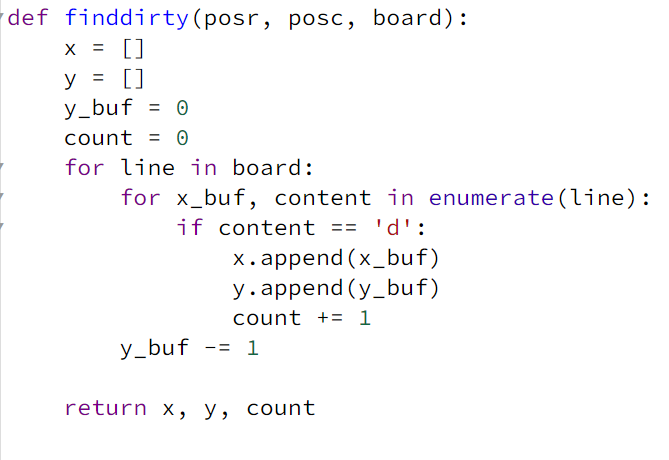 def finddirty(posr, posc, board):
    x = []
    y = []
    y_buf = 0
    count = 0
    for line in board:
        for x_buf, content in enumerate(line):
            if content == 'd':
                x.append(x_buf)
                y.append(y_buf)
                count += 1
        y_buf -= 1

    return x, y, count